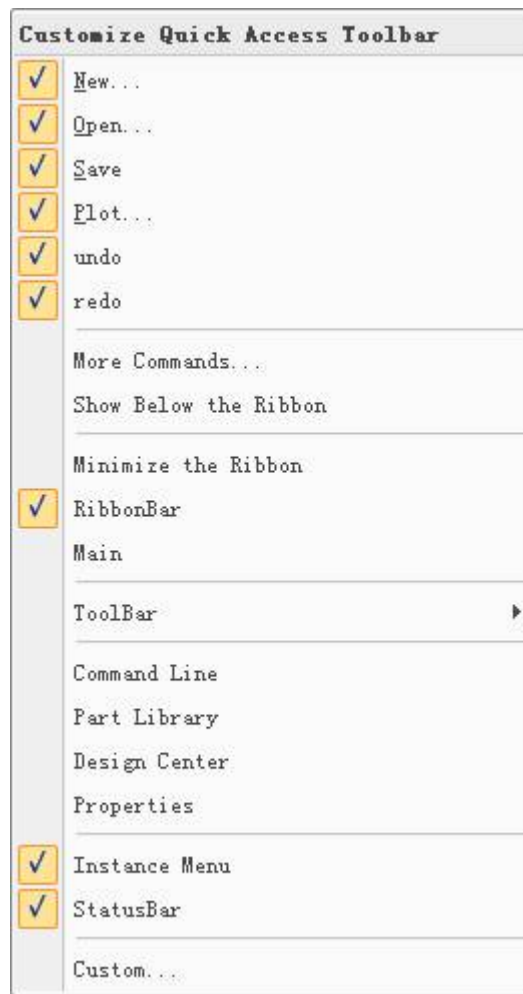 Customize Quick Access Toolbar
New...
Open...
Save
Plot...
undo
redo
More Commands...
Show Below the Ribbon
Minimize the Ribbon
RibbonBar
Main
ToolBar
Command Line
Part Library
Design Center
Properties
Instance Menu
StatusBar
Custom...